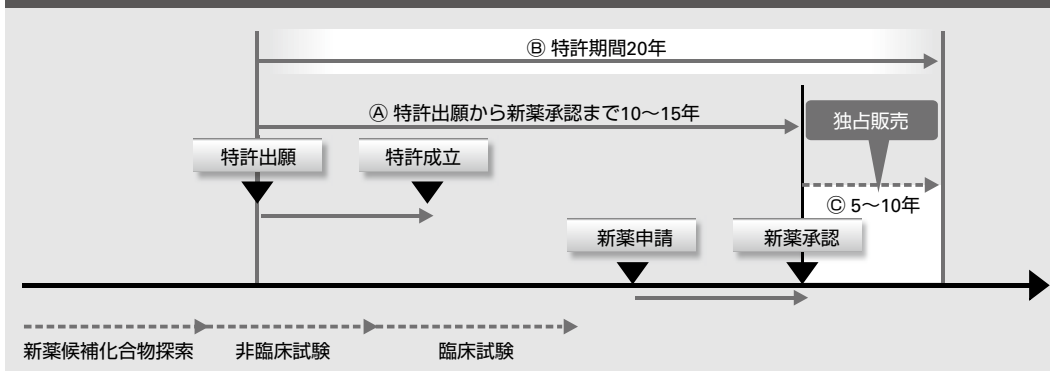 Ⓑ 特許期間20年
Ⓐ 特許出願から新薬承認まで10〜15年
独占販売
特許出願
特許成立
Ⓒ 5〜10年
新薬申請
新薬承認
新薬候補化合物探索
非臨床試験
臨床試験